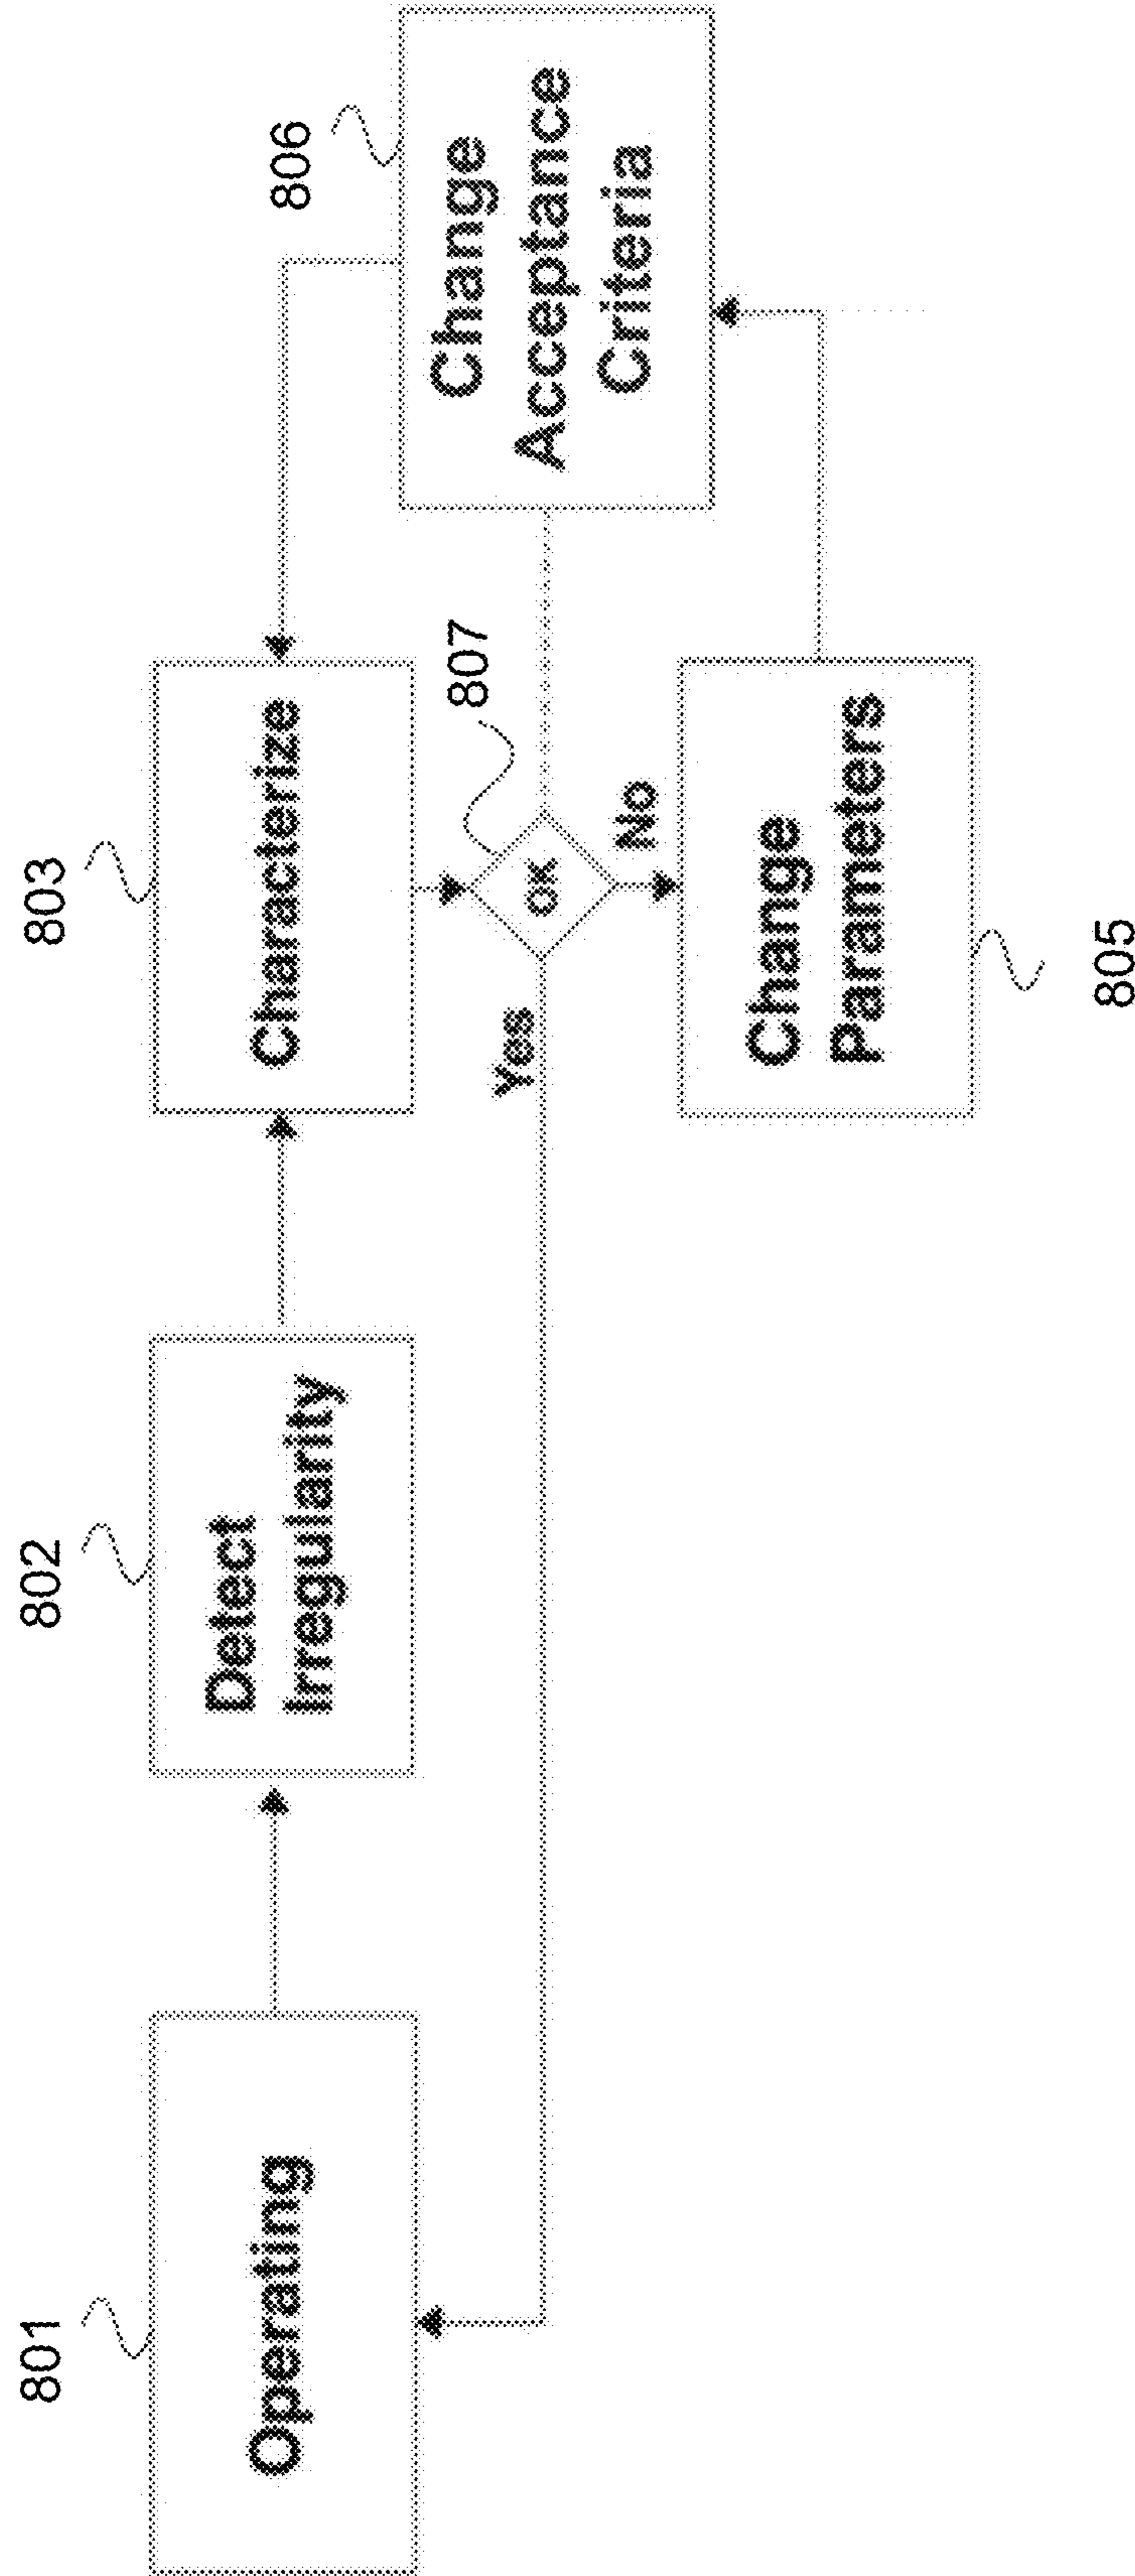 801
Operating
802
Detect
Irregularity
803
Characterize
807
OK
Yes
No
805
Change
Parameters
806
Change
Acceptance
Criteria